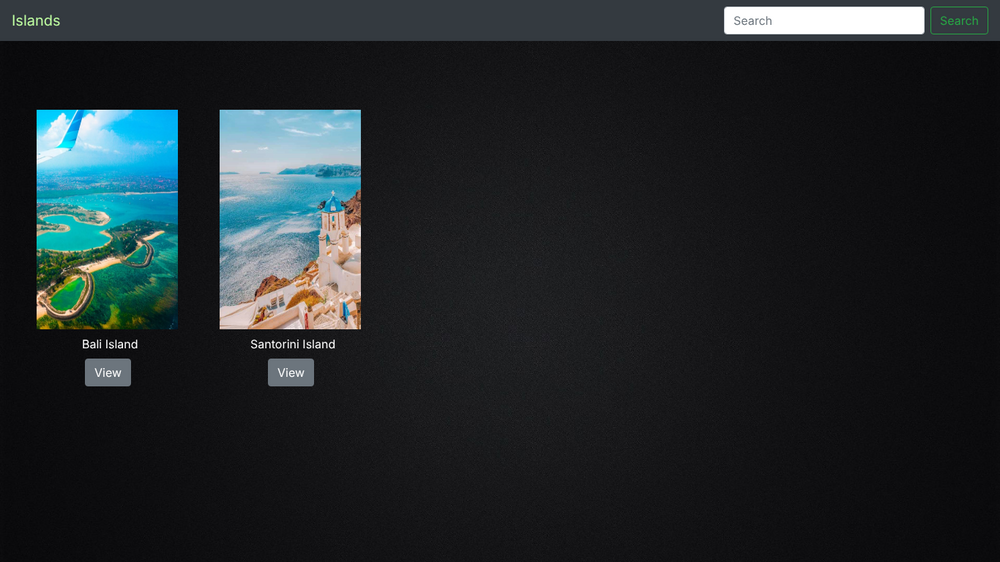 Islands
Search
Search
Bali Island
Santorini Island
View
View